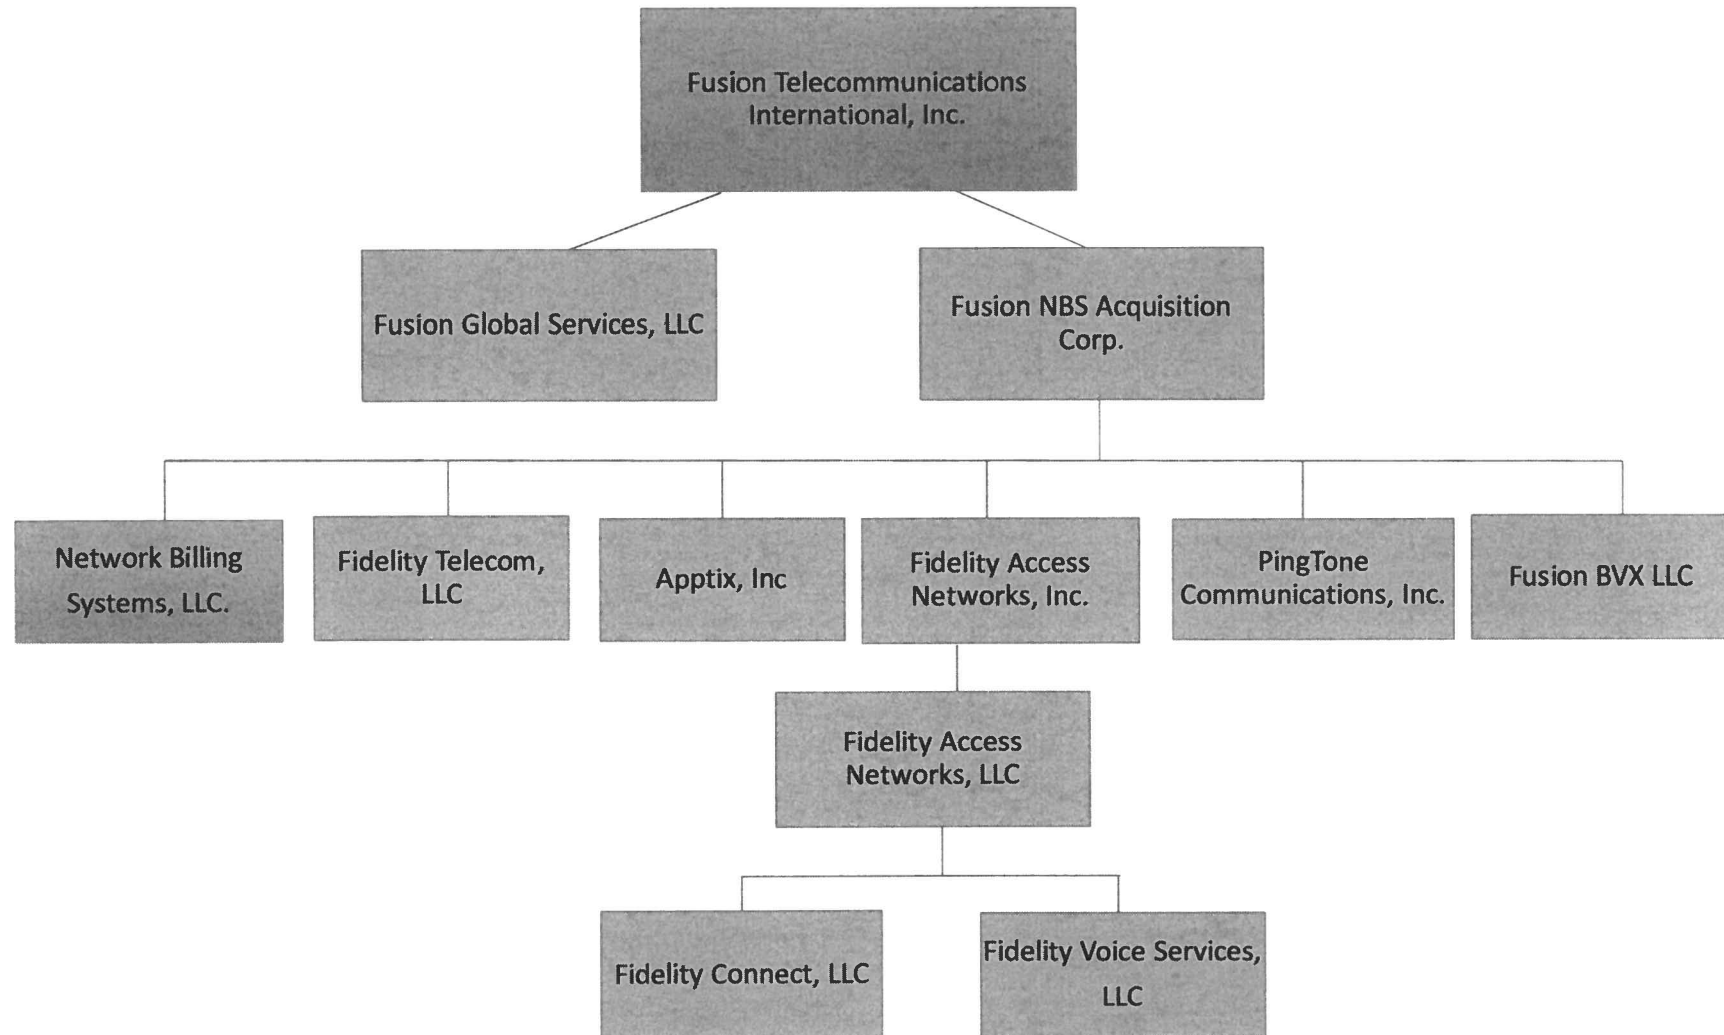 Fusion Telecommunications
International, Inc.
Fusion Global Services, LLC
Fusion NBS Acquisition
Corp.
Network Billing
Systems, LLC.
Fidelity Telecom,
LLC
Apptix, Inc
Fidelity Access
Networks, Inc.
PingTone
Communications, Inc.
Fusion BVX LLC
Fidelity Access
Networks, LLC
Fidelity Connect, LLC
Fidelity Voice Services,
LLC